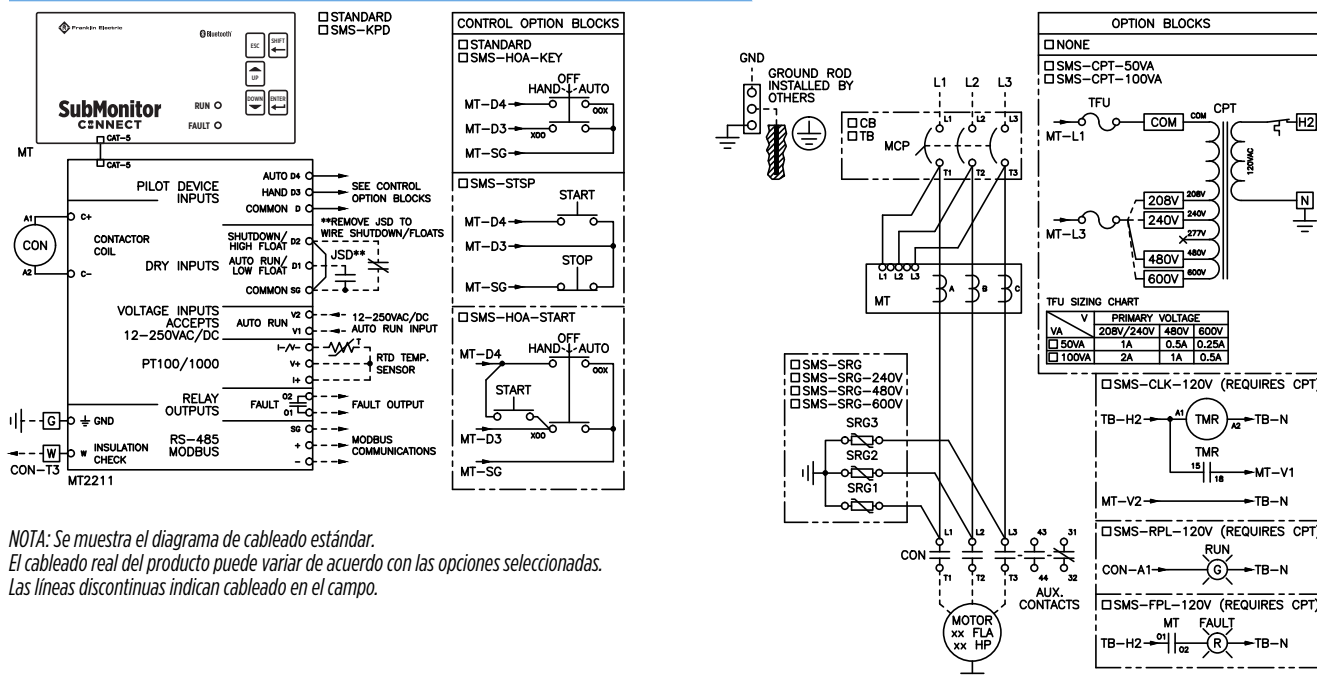 Franklin Electric
Bluetooth
ESC
SHIFT
UP
DOWN
ENTER
SubMonitor
CONNECT
RUN
FAULT
CAT-5
CAT-5
MT
STANDARD
SMS-KPD
A1
CON
A2
C+
C-
CONTACTOR
COIL
PILOT DEVICE
INPUTS
AUTO D4
HAND D3
COMMON D
SEE CONTROL
OPTION BLOCKS
**REMOVE JSD TO
WIRE SHUTDOWN/FLOATS
DRY INPUTS
SHUTDOWN/
HIGH FLOAT D2
AUTO RUN/
LOW FLOAT D1
COMMON SG
JSD**
VOLTAGE INPUTS
ACCEPTS
12-250VAC/DC
AUTO RUN
V2
V1
12-250VAC/DC
AUTO RUN INPUT
PT100/1000
I-/V-
V+
I+
T
RTD TEMP.
SENSOR
RELAY
OUTPUTS
FAULT
O2
O1
FAULT OUTPUT
G
GND
RS-485
MODBUS
SG
+
-
MODBUS
COMMUNICATIONS
W
W
INSULATION
CHECK
CON-T3
MT2211
CONTROL OPTION BLOCKS
STANDARD
SMS-HOA-KEY
OFF
HAND AUTO
MT-D4
OOX
MT-D3
XOO
MT-SG
SMS-STSP
START
MT-D4
MT-D3
STOP
MT-SG
SMS-HOA-START
OFF
HAND AUTO
MT-D4
OOX
START
MT-D3
XOO
MT-SG
NOTA: Se muestra el diagrama de cableado estándar.
El cableado real del producto puede variar de acuerdo con las opciones seleccionadas.
Las líneas discontinuas indican cableado en el campo.
GND
GROUND ROD
INSTALLED BY
OTHERS
L1 L2 L3
CB
TB
MCP
L1 L2 L3
T1 T2 T3
L1 L2 L3
MT
A B C
SMS-SRG
SMS-SRG-240V
SMS-SRG-480V
SMS-SRG-600V
SRG3
SRG2
SRG1
CON
L1 L2 L3 43 31
T1 T2 T3 44 32
AUX.
CONTACTS
MOTOR
xx FLA
xx HP
OPTION BLOCKS
NONE
SMS-CPT-50VA
SMS-CPT-100VA
TFU
MT-L1
COM
COM
CPT
120VAC
H2
N
MT-L3
208V
208V
240V
240V
277V
480V
480V
600V
600V
TFU SIZING CHART
V PRIMARY VOLTAGE
VA 208V/240V 480V 600V
50VA 1A 0.5A 0.25A
100VA 2A 1A 0.5A
SMS-CLK-120V (REQUIRES CPT)
TB-H2
A1
TMR
A2
TB-N
TMR
15
18
MT-V1
MT-V2
TB-N
SMS-RPL-120V (REQUIRES CPT)
RUN
CON-A1
G
TB-N
SMS-FPL-120V (REQUIRES CPT)
MT FAULT
TB-H2
O1
O2
R
TB-N